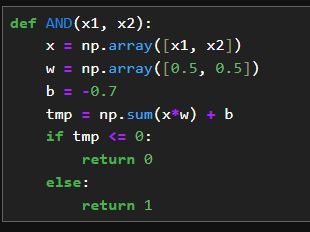 def AND(x1, x2):
    x = np.array([x1, x2])
    w = np.array([0.5, 0.5])
    b = -0.7
    tmp = np.sum(x*w) + b
    if tmp <= 0:
        return 0
    else:
        return 1